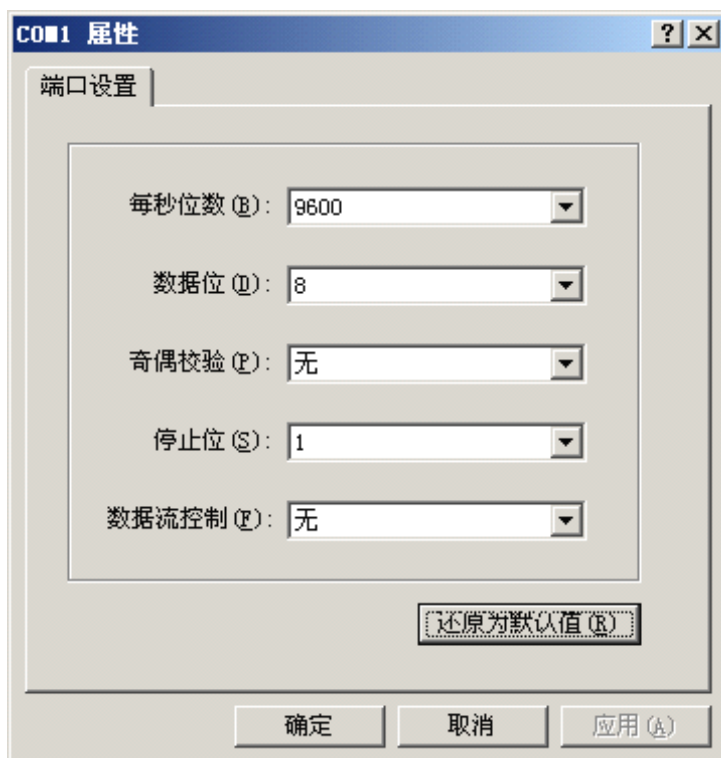 COM1 属性
端口设置
每秒位数(B): 9600
数据位(D): 8
奇偶校验(P): 无
停止位(S): 1
数据流控制(F): 无
还原为默认值(R)
确定 取消 应用(A)